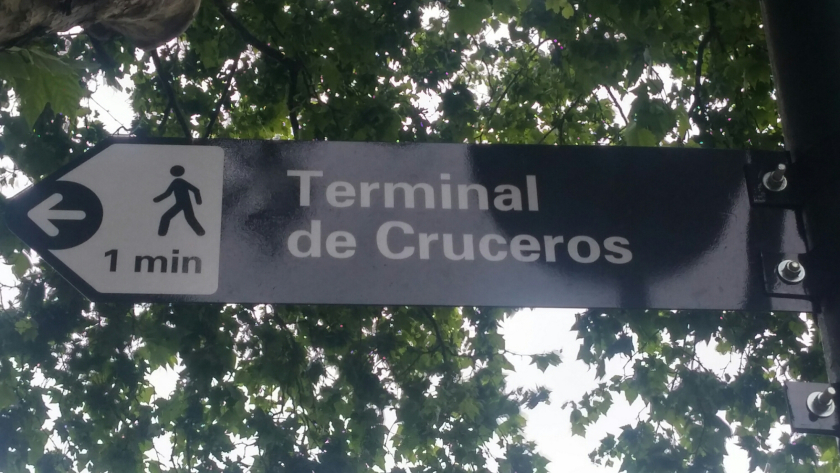 1 min
Terminal
de Cruceros